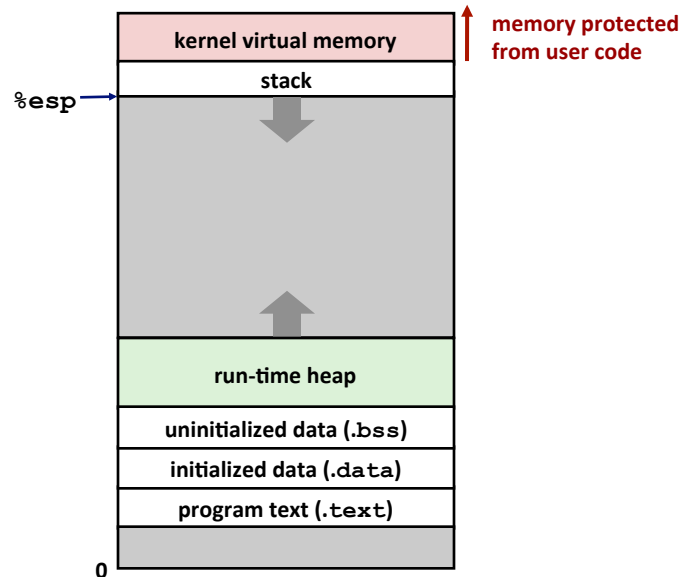 kernel virtual memory
memory protected
from user code
stack
%esp
run-time heap
uninitialized data (.bss)
initialized data (.data)
program text (.text)
0